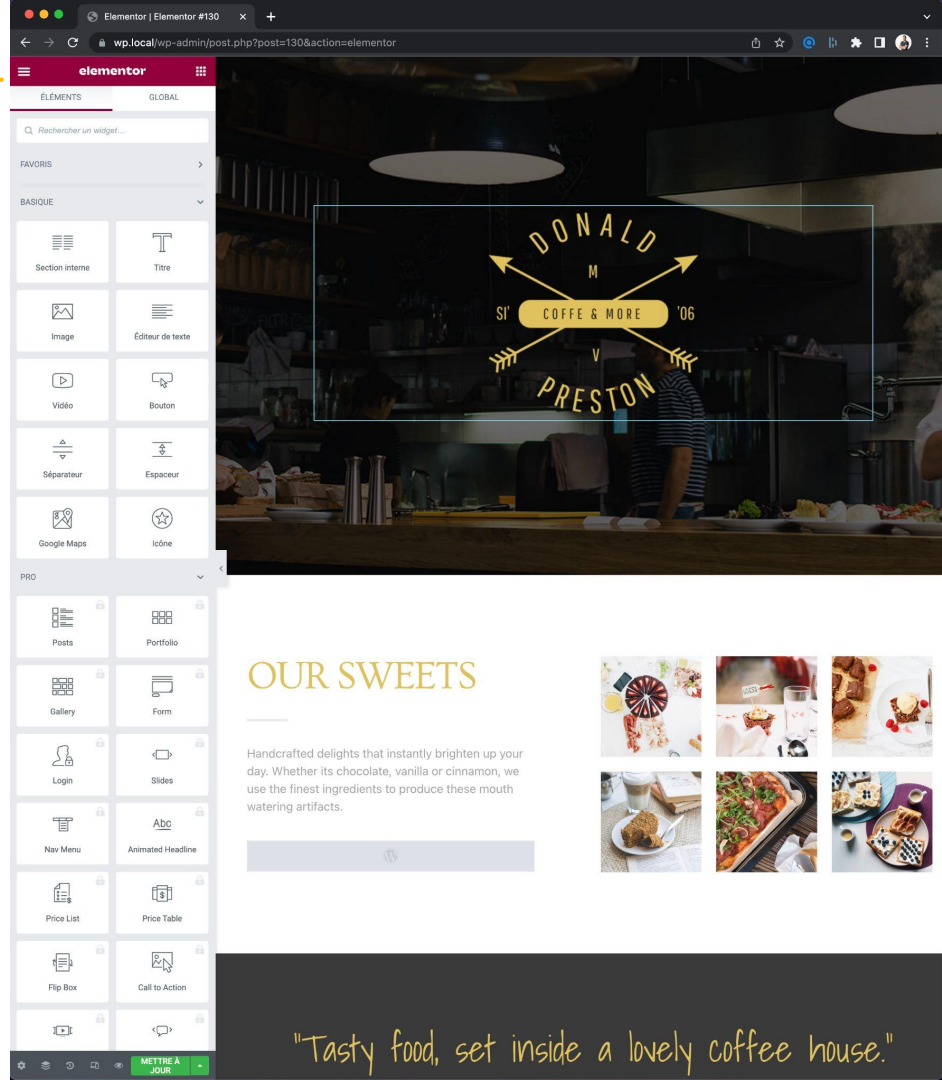 Elementor | Elementor #130
wp.local/wp-admin/post.php?post=130&action=elementor
elementor
ÉLÉMENTS GLOBAL
Rechercher un widget...
FAVORIS
BASIQUE
Section interne Titre
Image Éditeur de texte
Vidéo Bouton
Séparateur Espaceur
Google Maps Icône
PRO
Posts Portfolio
Gallery Form
Login Slides
Abc
Nav Menu Animated Headline
Price List Price Table
Flip Box Call to Action
METTRE À
JOUR
DONALD
M
SI' COFFE & MORE '06
V
PRESTON
OUR SWEETS
Handcrafted delights that instantly brighten up your
day. Whether its chocolate, vanilla or cinnamon, we
use the finest ingredients to produce these mouth
watering artifacts.
"Tasty food, set inside a lovely coffee house."